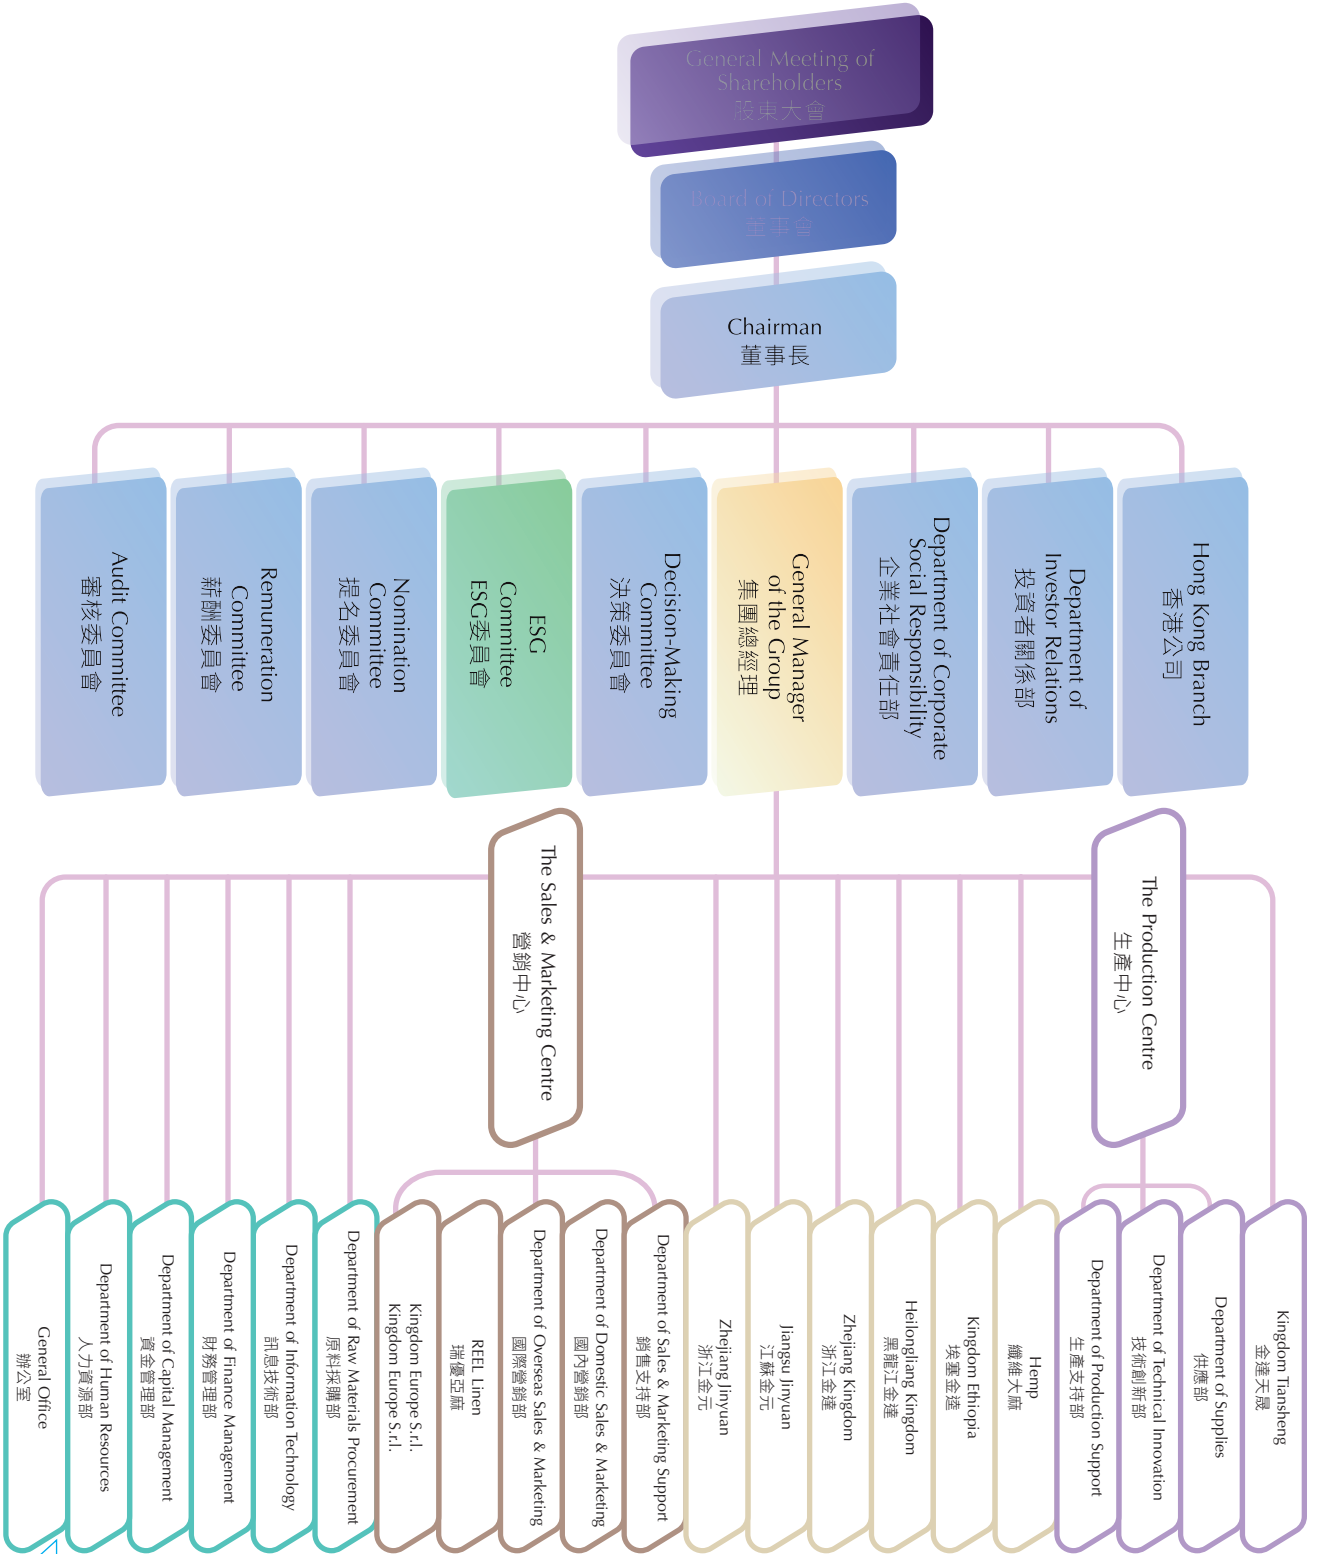 General Meeting of
Shareholders
股東大會
Board of Directors
董事會
Chairman
董事長
Audit Committee
審核委員會
Remuneration
Committee
薪酬委員會
Nomination
Committee
提名委員會
ESG
Committee
ESG委員會
Decision-Making
Committee
決策委員會
General Manager
of the Group
集團總經理
Department of Corporate
Social Responsibility
企業社會責任部
Department of
Investor Relations
投資者關係部
Hong Kong Branch
香港公司
The Sales & Marketing Centre
營銷中心
The Production Centre
生產中心
General Office
辦公室
Department of Human Resources
人力資源部
Department of Capital Management
資金管理部
Department of Finance Management
財務管理部
Department of Information Technology
訊息技術部
Department of Raw Materials Procurement
原料採購部
Kingdom Europe S.r.l.
Kingdom Europe S.r.l.
REEL Linen
瑞優亞麻
Department of Overseas Sales & Marketing
國際營銷部
Department of Domestic Sales & Marketing
國內營銷部
Department of Sales & Marketing Support
銷售支持部
Zhejiang Jinyuan
浙江金元
Jiangsu Jinyuan
江蘇金元
Zhejiang Kingdom
浙江金達
Heilongliang Kingdom
黑龍江金達
Kingdom Ethiopia
埃塞金達
Hemp
纖維大麻
Department of Production Support
生產支持部
Department of Technical Innovation
技術創新部
Department of Supplies
供應部
Kingdom Tiansheng
金達天晟